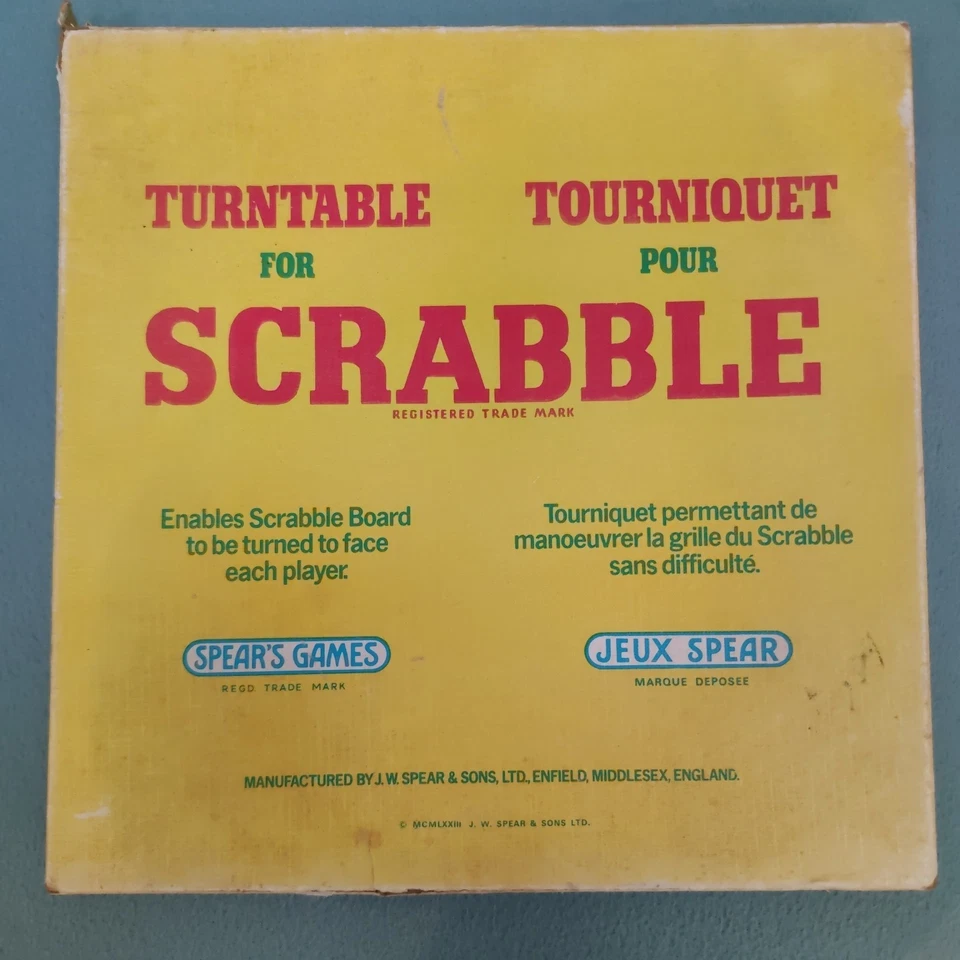 TURNTABLE
FOR
TOURNIQUET
POUR
SCRABBLE
REGISTERED TRADE MARK
Enables Scrabble Board
to be turned to face
each player.
Tourniquet permettant de
manoeuvrer la grille du Scrabble
sans difficulté.
SPEAR'S GAMES
REGD. TRADE MARK
JEUX SPEAR
MARQUE DEPOSEE
MANUFACTURED BY J. W. SPEAR & SONS, LTD., ENFIELD, MIDDLESEX, ENGLAND.
© MCMLXXIII J. W. SPEAR & SONS LTD.